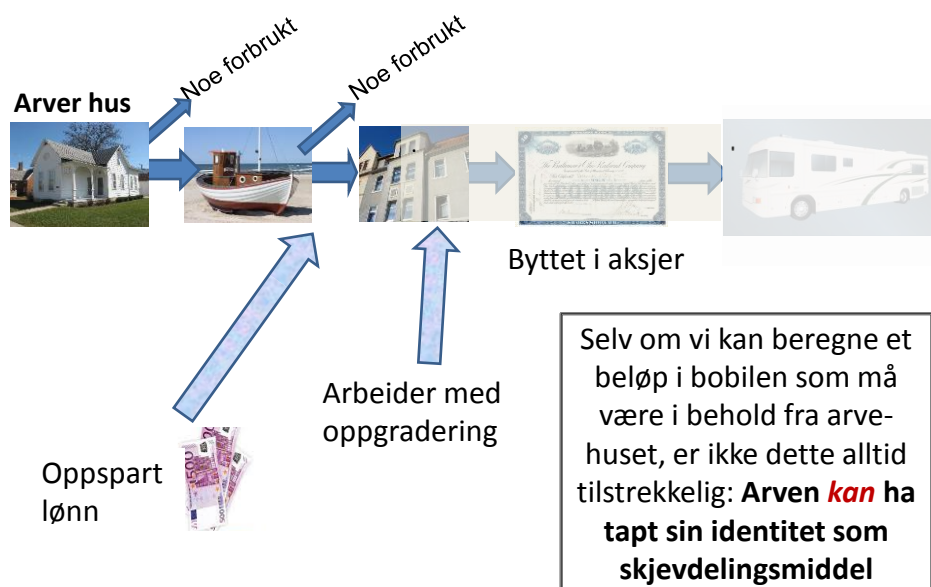 Noe forbrukt
Noe forbrukt
Arver hus
COMMON
Byttet i aksjer
Arbeider med
oppgradering
Oppspart
lønn
500
Selv om vi kan beregne et
beløp i bobilen som må
være i behold fra arve-
huset, er ikke dette alltid
tilstrekkelig: Arven kan ha
tapt sin identitet som
skjevdelingsmiddel